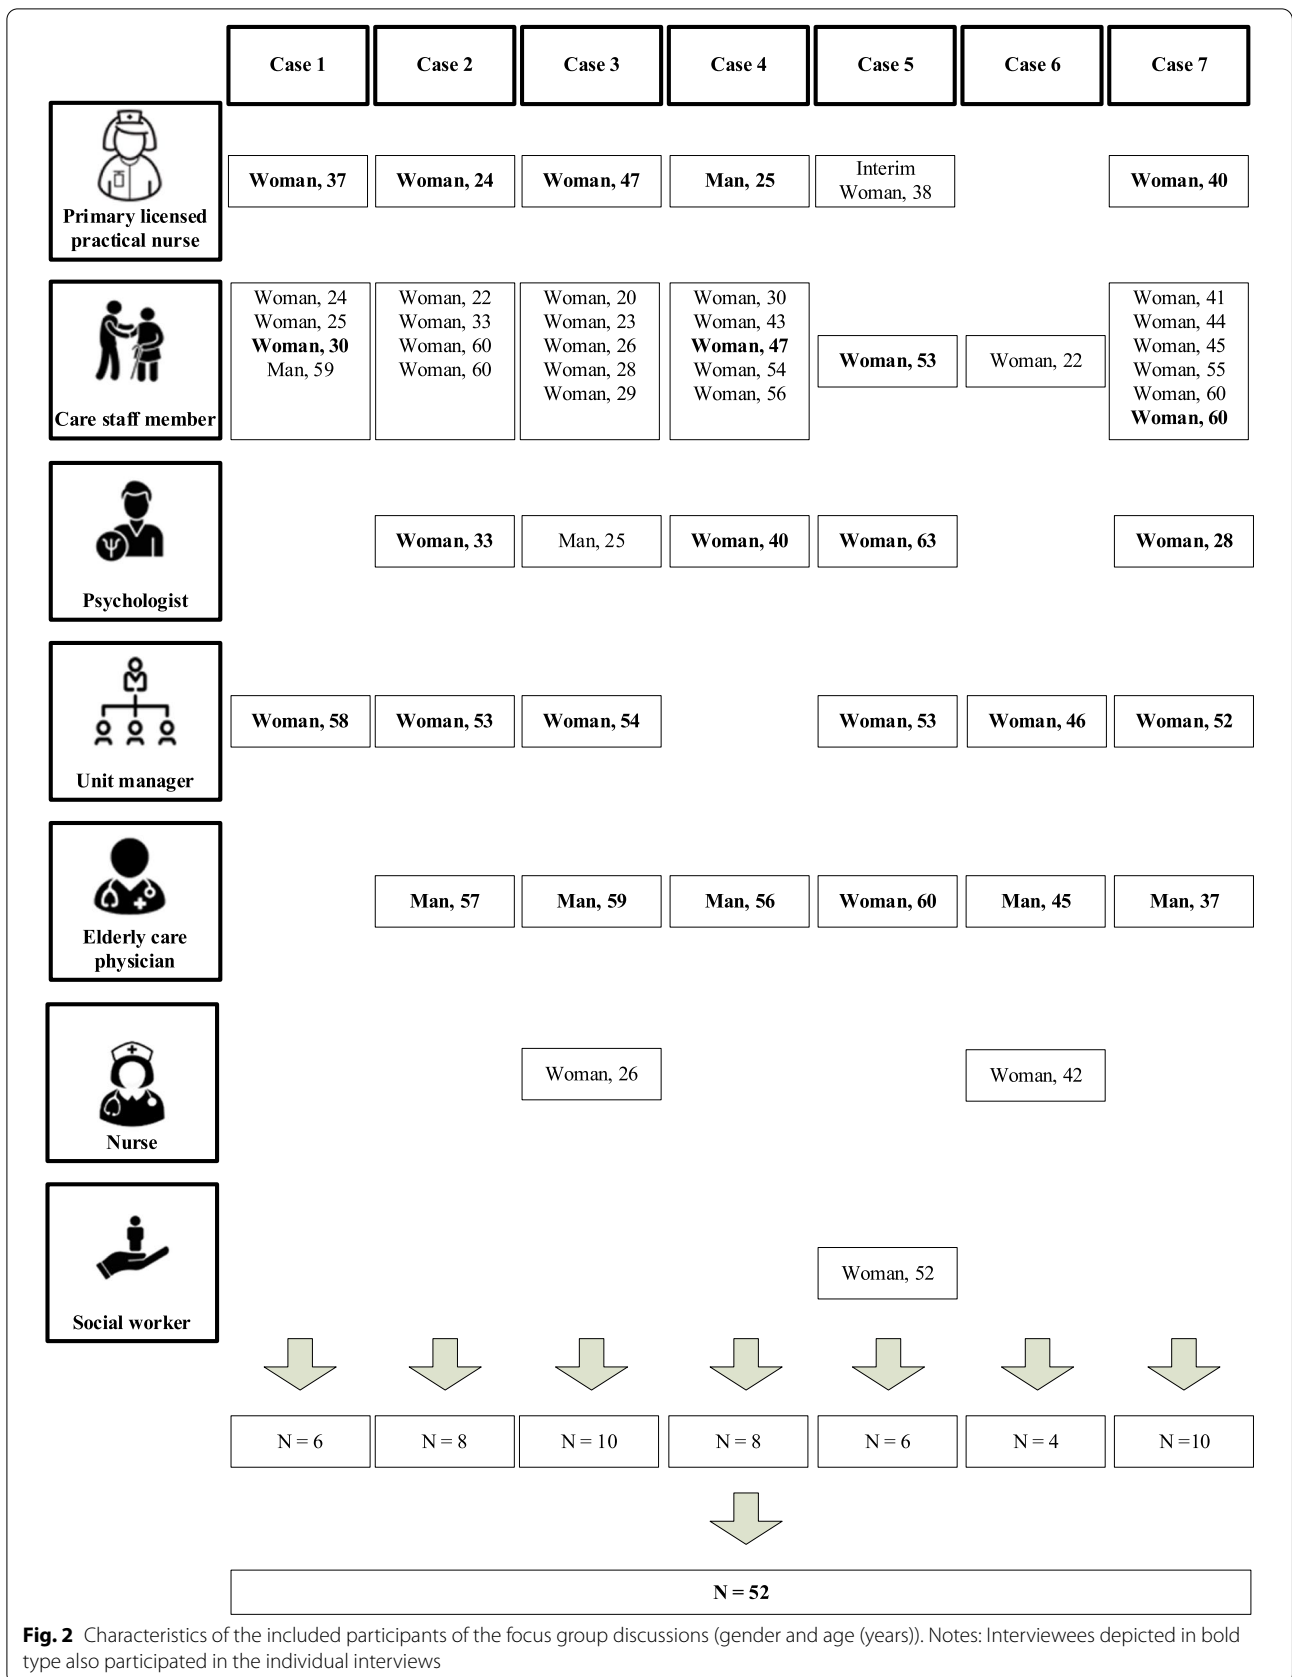 Case 1
Case 2
Case 3
Case 4
Case 5
Case 6
Case 7
Primary licensed
practical nurse
Woman, 37
Woman, 24
Woman, 47
Man, 25
Interim
Woman, 38
Woman, 40
Care staff member
Woman, 24
Woman, 25
Woman, 30
Man, 59
Woman, 22
Woman, 33
Woman, 60
Woman, 60
Woman, 20
Woman, 23
Woman, 26
Woman, 28
Woman, 29
Woman, 30
Woman, 43
Woman, 47
Woman, 54
Woman, 56
Woman, 53
Woman, 22
Woman, 41
Woman, 44
Woman, 45
Woman, 55
Woman, 60
Woman, 60
Ψ
Psychologist
Woman, 33
Man, 25
Woman, 40
Woman, 63
Woman, 28
Unit manager
Woman, 58
Woman, 53
Woman, 54
Woman, 53
Woman, 46
Woman, 52
Elderly care
physician
Man, 57
Man, 59
Man, 56
Woman, 60
Man, 45
Man, 37
Nurse
Woman, 26
Woman, 42
Social worker
Woman, 52
N = 6
N = 8
N = 10
N = 8
N = 6
N = 4
N =10
N = 52
Fig. 2 Characteristics of the included participants of the focus group discussions (gender and age (years)). Notes: Interviewees depicted in bold
type also participated in the individual interviews